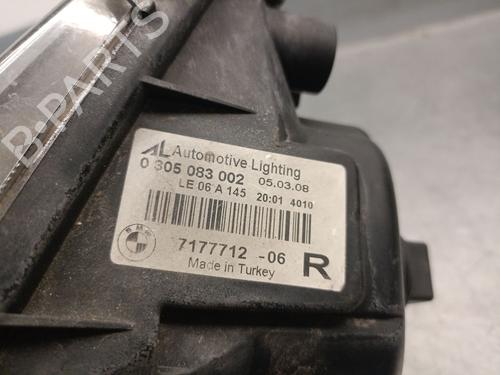 B-PARTS
AL Automotive Lighting
0 305 083 002 05.03.08
LE 06 A 145 20:01 4010
BMW
7177712 -06 R
Made in Turkey